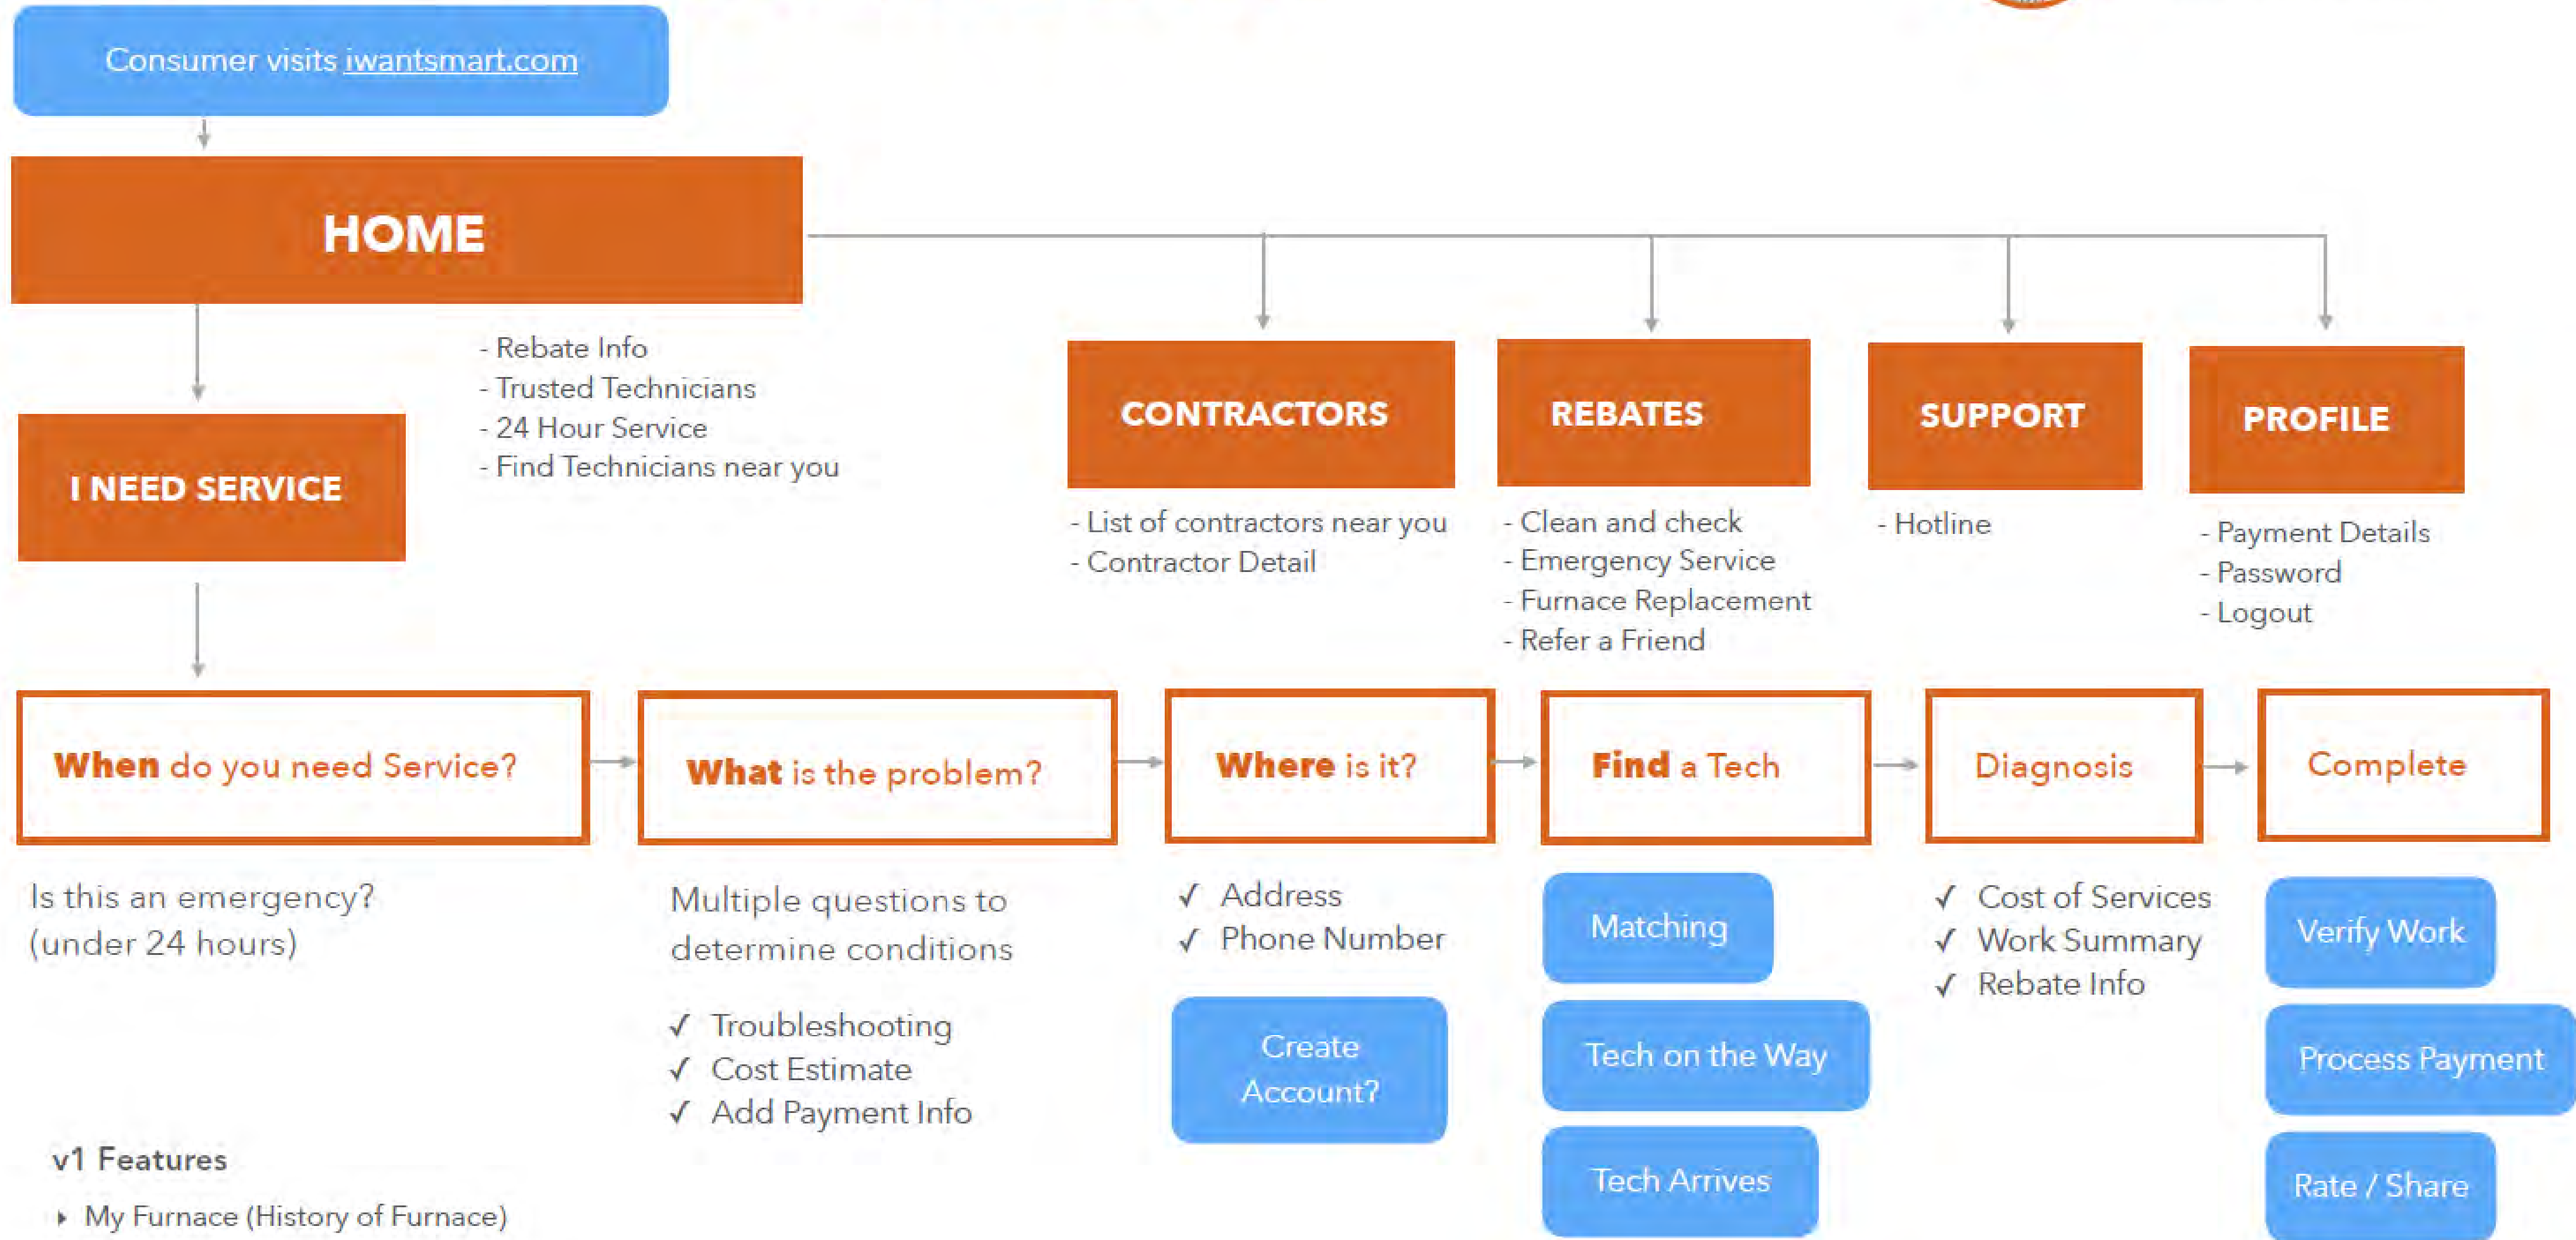 Consumer visits iwantsmart.com
HOME
- Rebate Info
- Trusted Technicians
- 24 Hour Service
- Find Technicians near you
I NEED SERVICE
CONTRACTORS
- List of contractors near you
- Contractor Detail
REBATES
- Clean and check
- Emergency Service
- Furnace Replacement
- Refer a Friend
SUPPORT
- Hotline
PROFILE
- Payment Details
- Password
- Logout
When do you need Service?
Is this an emergency?
(under 24 hours)
What is the problem?
Multiple questions to
determine conditions
✓ Troubleshooting
✓ Cost Estimate
✓ Add Payment Info
Where is it?
✓ Address
✓ Phone Number
Create
Account?
Find a Tech
Matching
Tech on the Way
Tech Arrives
Diagnosis
✓ Cost of Services
✓ Work Summary
✓ Rebate Info
Complete
Verify Work
Process Payment
Rate / Share
v1 Features
‣ My Furnace (History of Furnace)